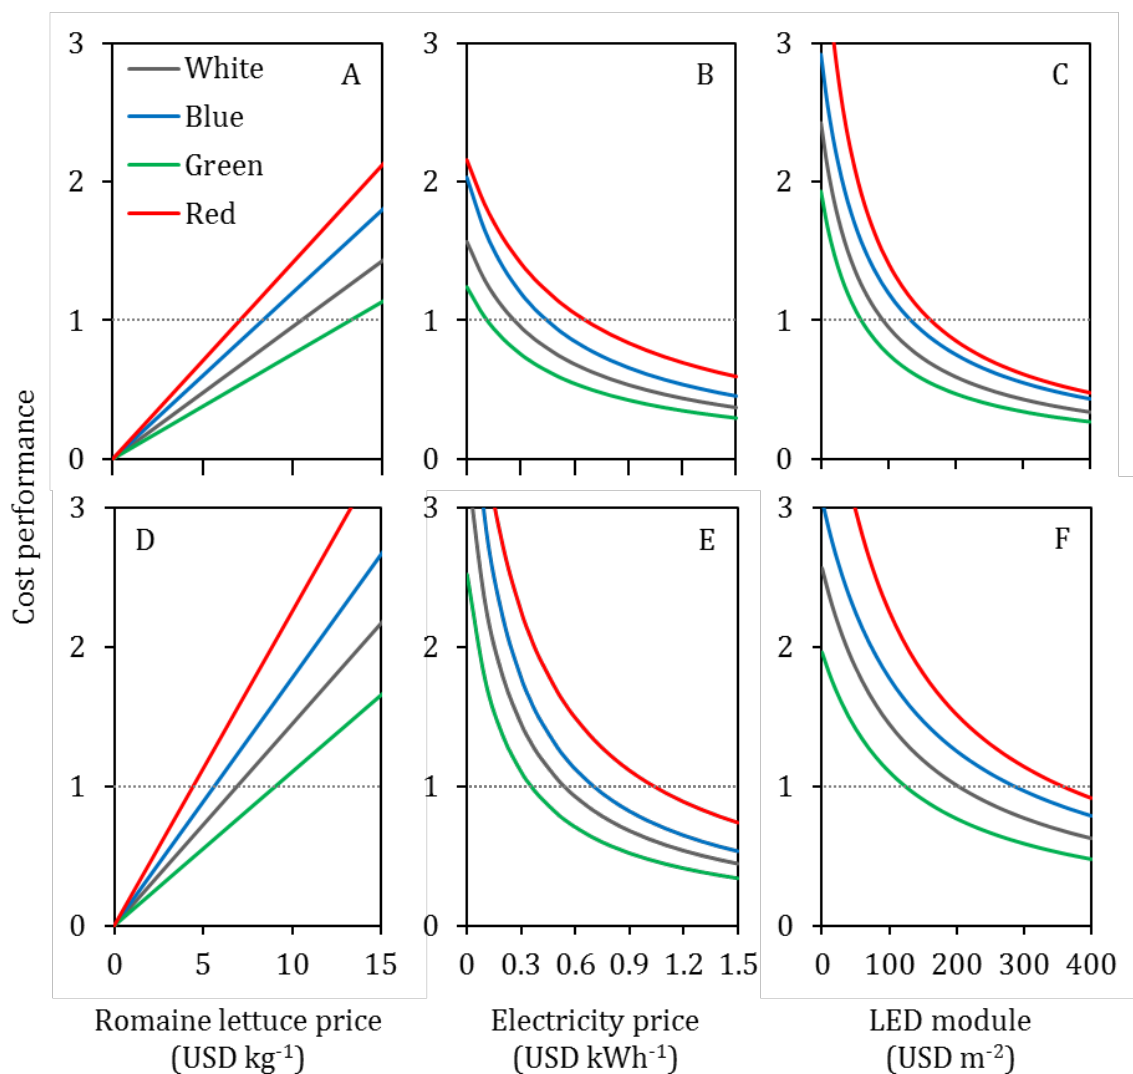 Cost performance
3
2
1
0
White
Blue
Green
Red
A
3
2
1
0
B
3
2
1
0
C
3
2
1
0
D
0 5 10 15
3
2
1
0
E
0 0.3 0.6 0.9 1.2 1.5
3
2
1
0
F
0 100 200 300 400
Romaine lettuce price
(USD kg⁻¹)
Electricity price
(USD kWh⁻¹)
LED module
(USD m⁻²)